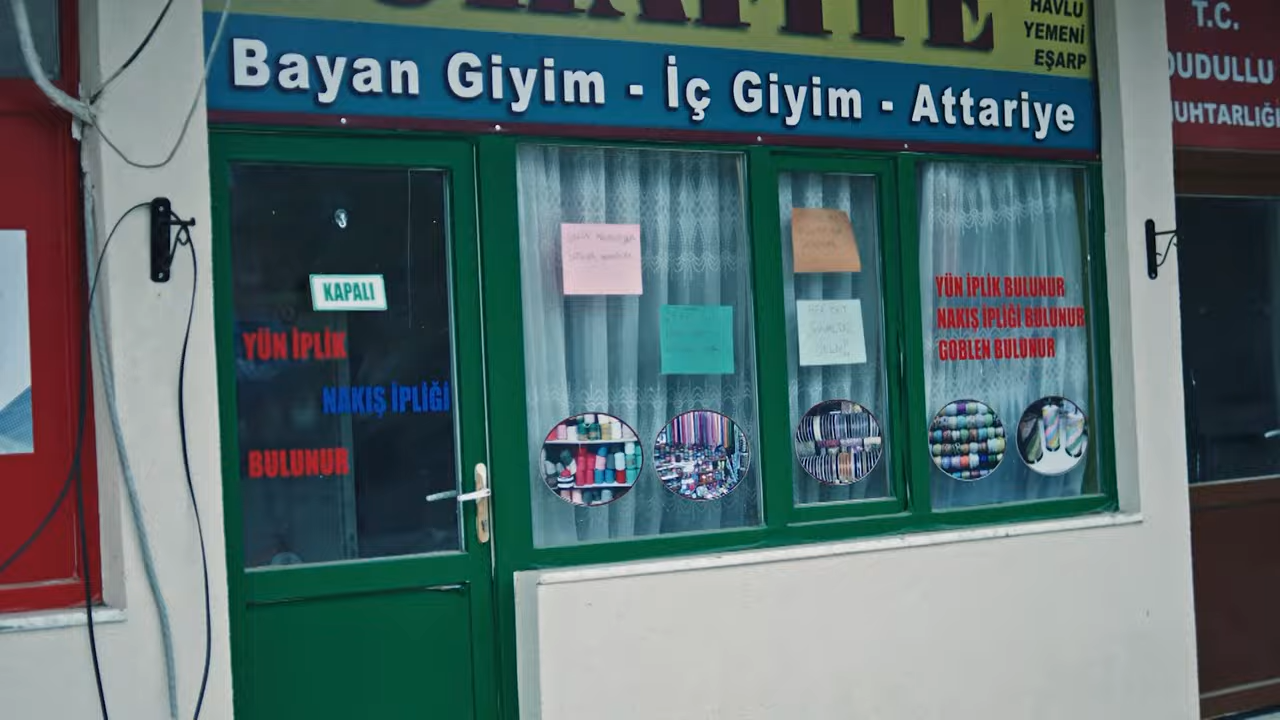 HAVLU
YEMENİ
EŞARP
Bayan Giyim - İç Giyim - Attariye
T.C.
DUDULLU
MUHTARLIĞI
KAPALI
YÜN İPLİK
NAKIŞ İPLİĞİ
BULUNUR
YÜN İPLİK BULUNUR
NAKIŞ İPLİĞİ BULUNUR
GOBLEN BULUNUR